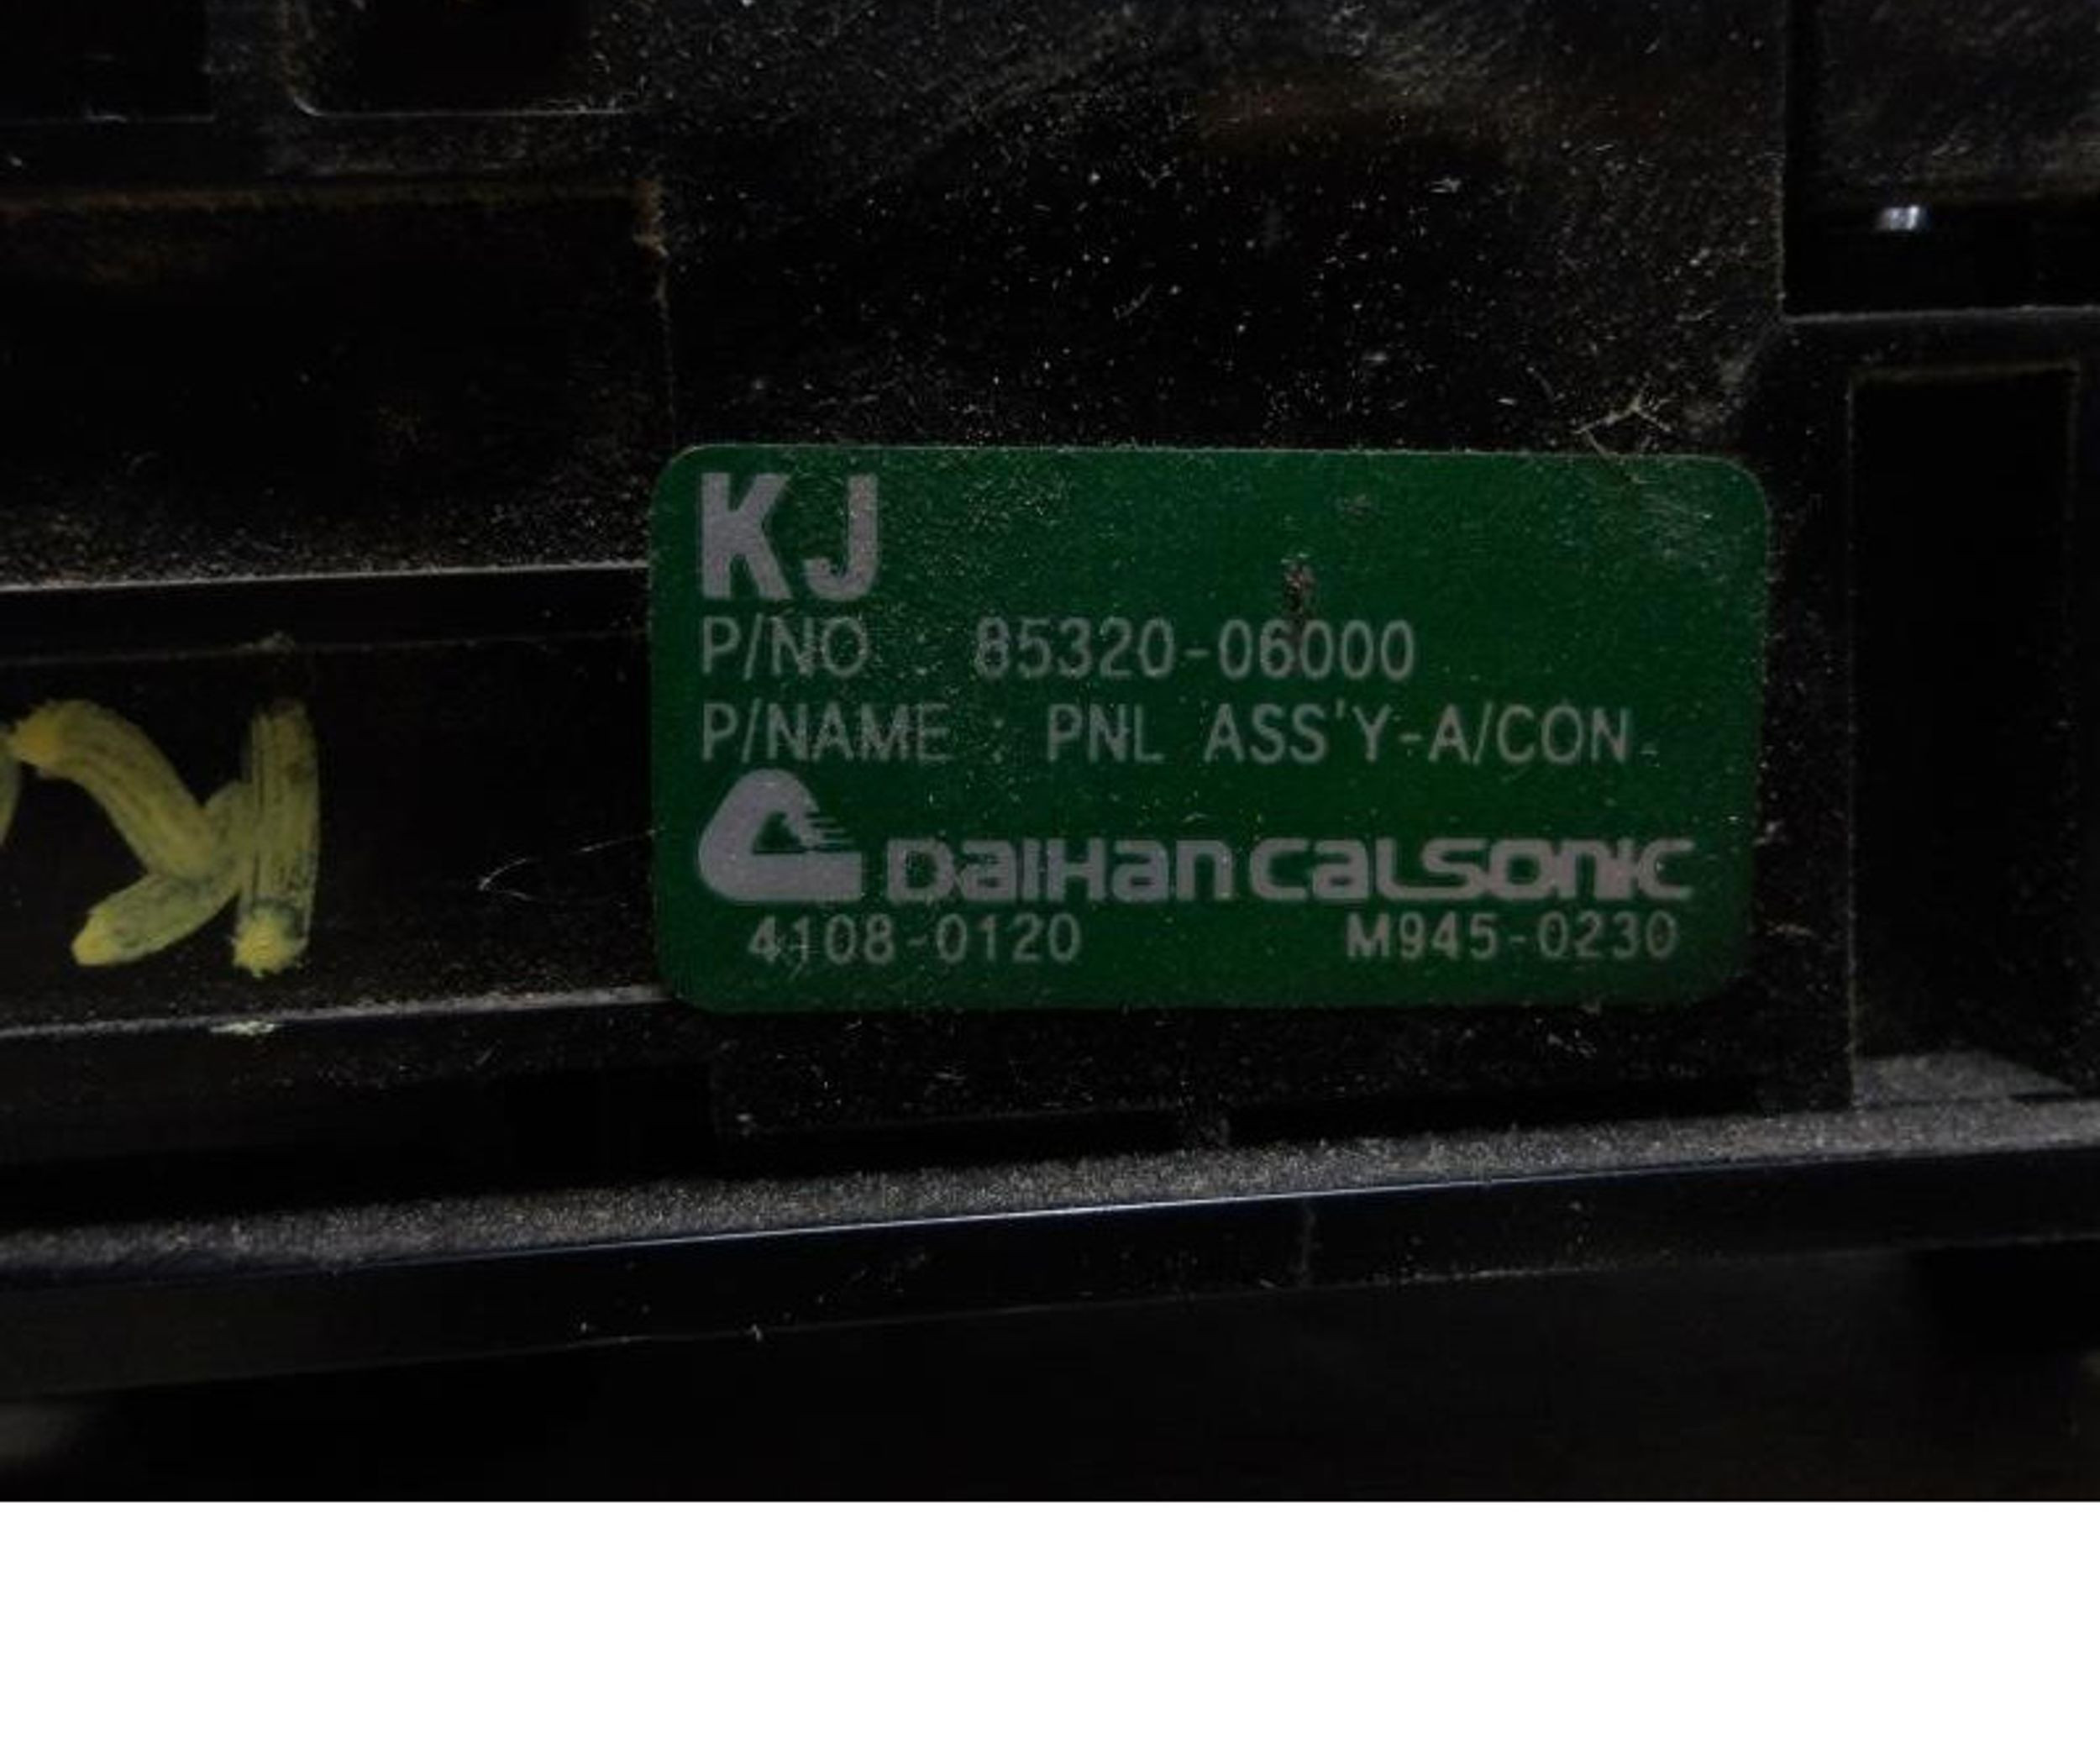 KJ
P/NO : 85320-06000
P/NAME : PNL ASS'Y-A/CON
DAIHAN CALSONIC
4108-0120 M945-0230